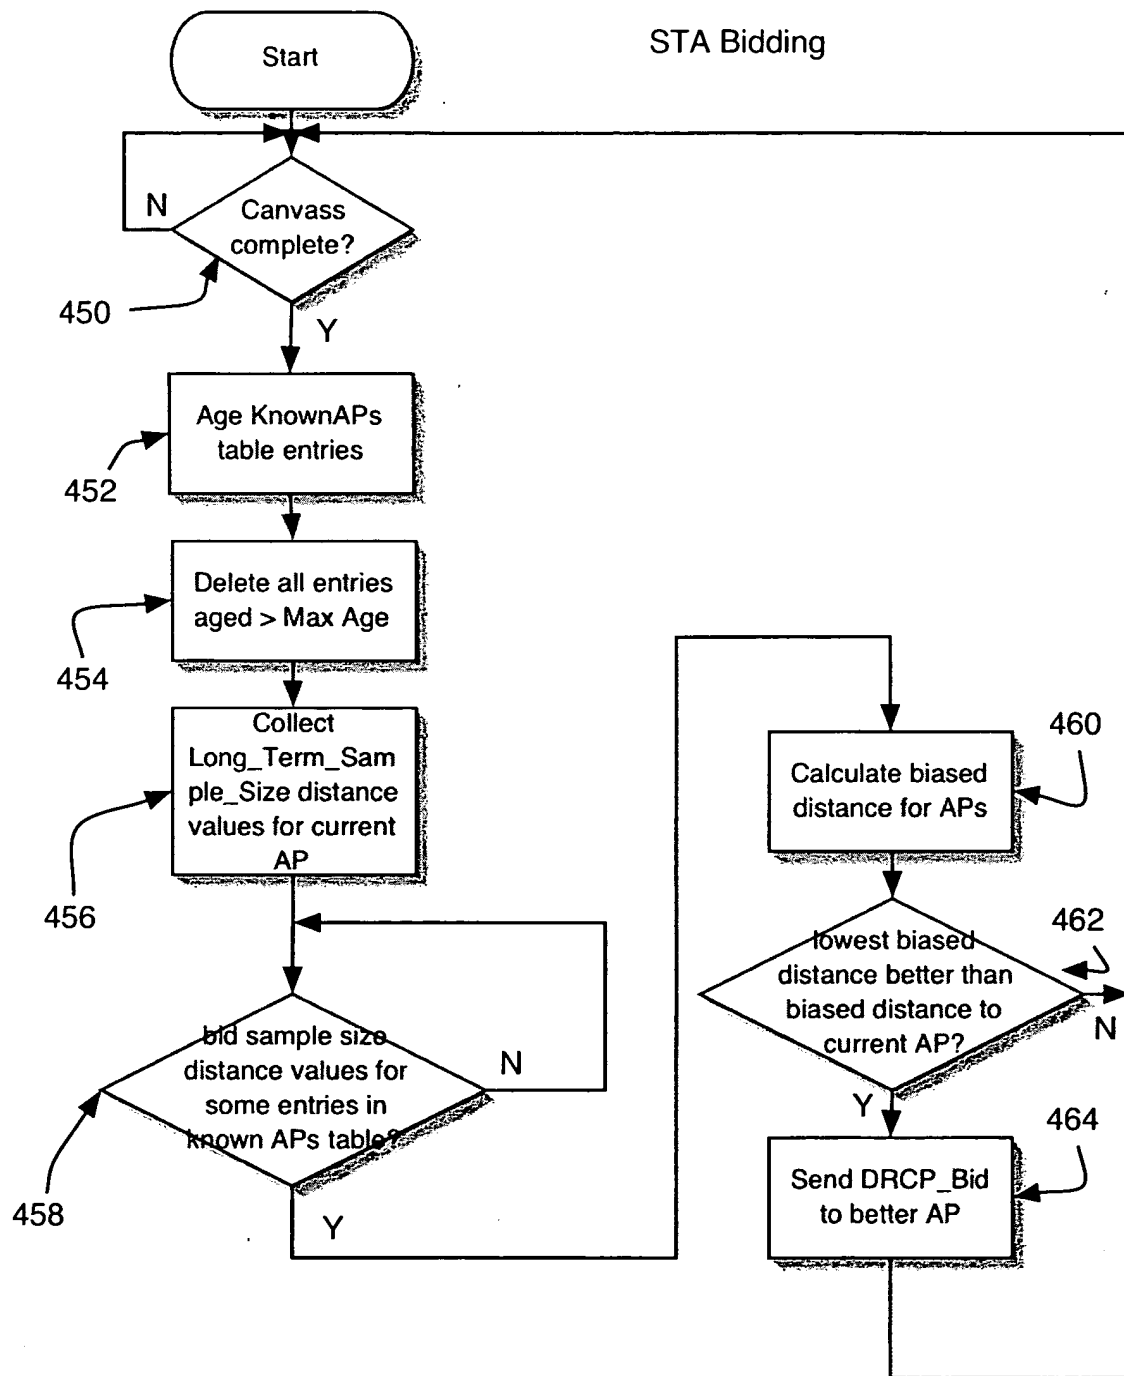 STA Bidding
Start
Canvass
complete?
N
450
Y
Age KnownAPs
table entries
452
Delete all entries
aged > Max Age
454
Collect
Long_Term_Sam
ple_Size distance
values for current
AP
456
bid sample size
distance values for
some entries in
known APs table?
N
458
Y
Calculate biased
distance for APs
460
lowest biased
distance better than
biased distance to
current AP?
462
N
Y
Send DRCP_Bid
to better AP
464